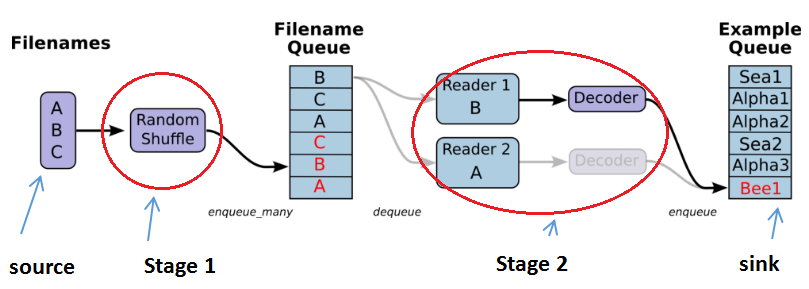 Filenames
A
B
C
Random
Shuffle
enqueue_many
Filename
Queue
B
C
A
C
B
A
dequeue
Reader 1
B
Decoder
Reader 2
A
Decoder
enqueue
Example
Queue
Sea1
Alpha1
Alpha2
Sea2
Alpha3
Bee1
source
Stage 1
Stage 2
sink